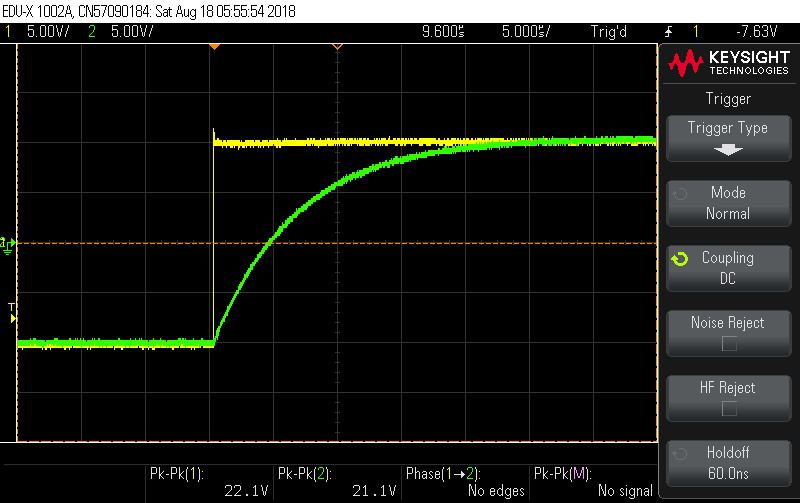 EDU-X 1002A, CN57090184: Sat Aug 18 05:55:54 2018
1 5.00V/ 2 5.00V/ 9.600s 5.000s/ Trig'd 1 -7.63V
KEYSIGHT
TECHNOLOGIES
Trigger
Trigger Type
Mode
Normal
Coupling
DC
Noise Reject
HF Reject
Holdoff
60.0ns
T
Pk-Pk(1): Pk-Pk(2): Phase(1→2): Pk-Pk(M):
22.1V 21.1V No edges No signal